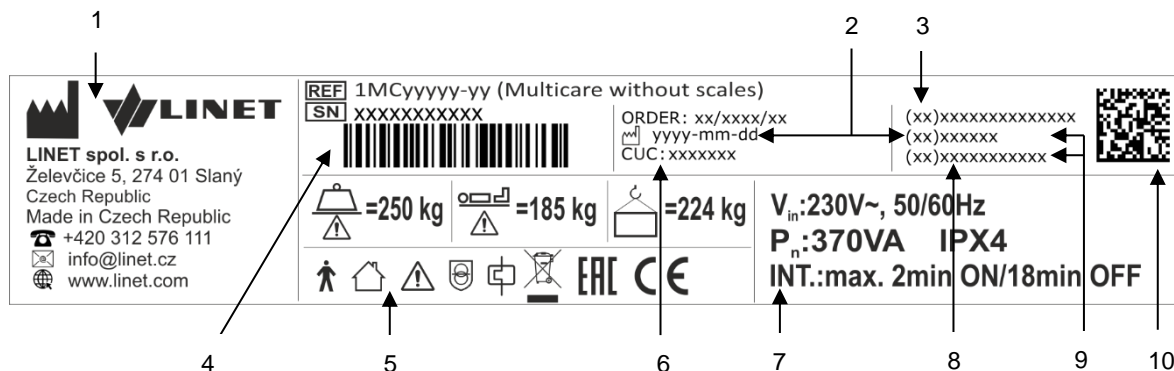 1
2
3
LINET
LINET spol. s r.o.
Želevčice 5, 274 01 Slaný
Czech Republic
Made in Czech Republic
+420 312 576 111
info@linet.cz
www.linet.com
REF 1MCyyyyy-yy (Multicare without scales)
SN xxxxxxxxxxx
ORDER: xx/xxxx/xx
yyyy-mm-dd
CUC:xxxxxxx
(xx)xxxxxxxxxxxxxx
(xx)xxxxxx
(xx)xxxxxxxxxxx
=250 kg
=185 kg
=224 kg
EAC CE
Vin:230V~, 50/60Hz
Pn:370VA IPX4
INT.:max. 2min ON/18min OFF
4
5
6
7
8
9
10